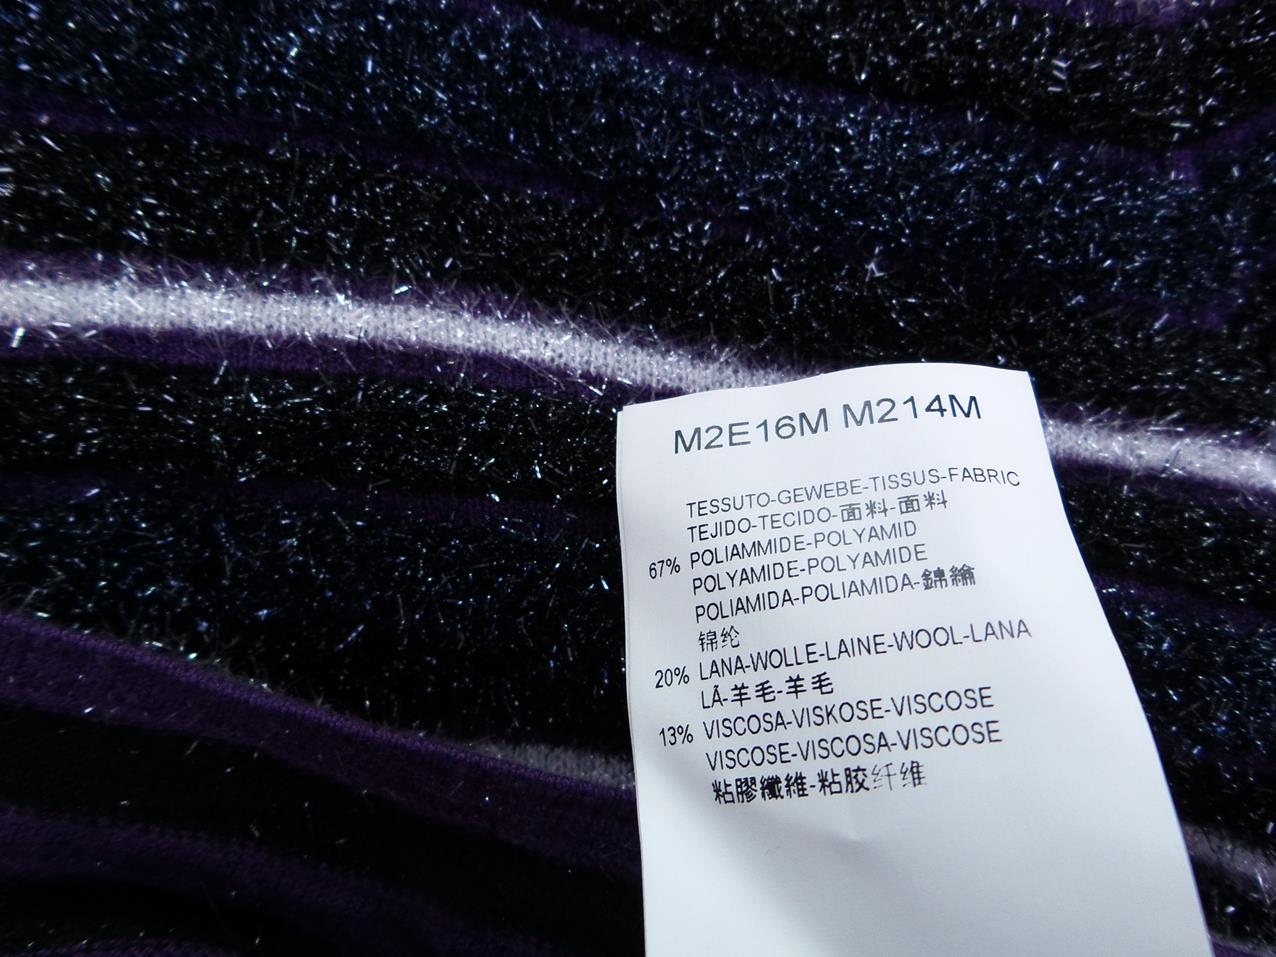 M2E16M M214M
TESSUTO-GEWEBE-TISSUS-FABRIC
TEJIDO-TECIDO-面料-面料
67% POLIAMMIDE-POLYAMID
POLYAMIDE-POLYAMIDE
POLIAMIDA-POLIAMIDA-錦綸
锦纶
20% LANA-WOLLE-LAINE-WOOL-LANA
LÃ-羊毛-羊毛
13% VISCOSA-VISKOSE-VISCOSE
VISCOSE-VISCOSA-VISCOSE
粘膠纖維-粘胶纤维